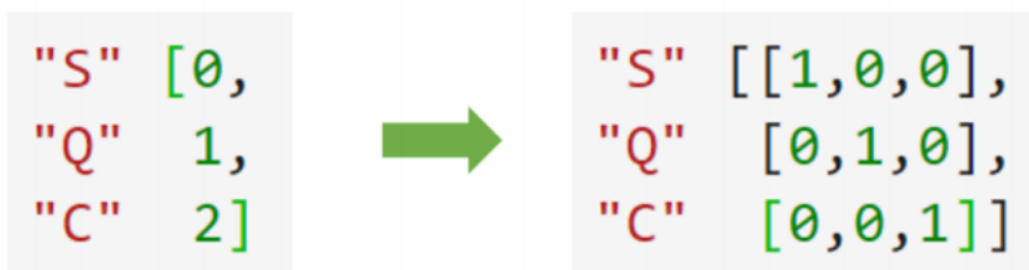 "S" [0,
"Q" 1,
"C" 2]
"S" [[1,0,0],
"Q" [0,1,0],
"C" [0,0,1]]